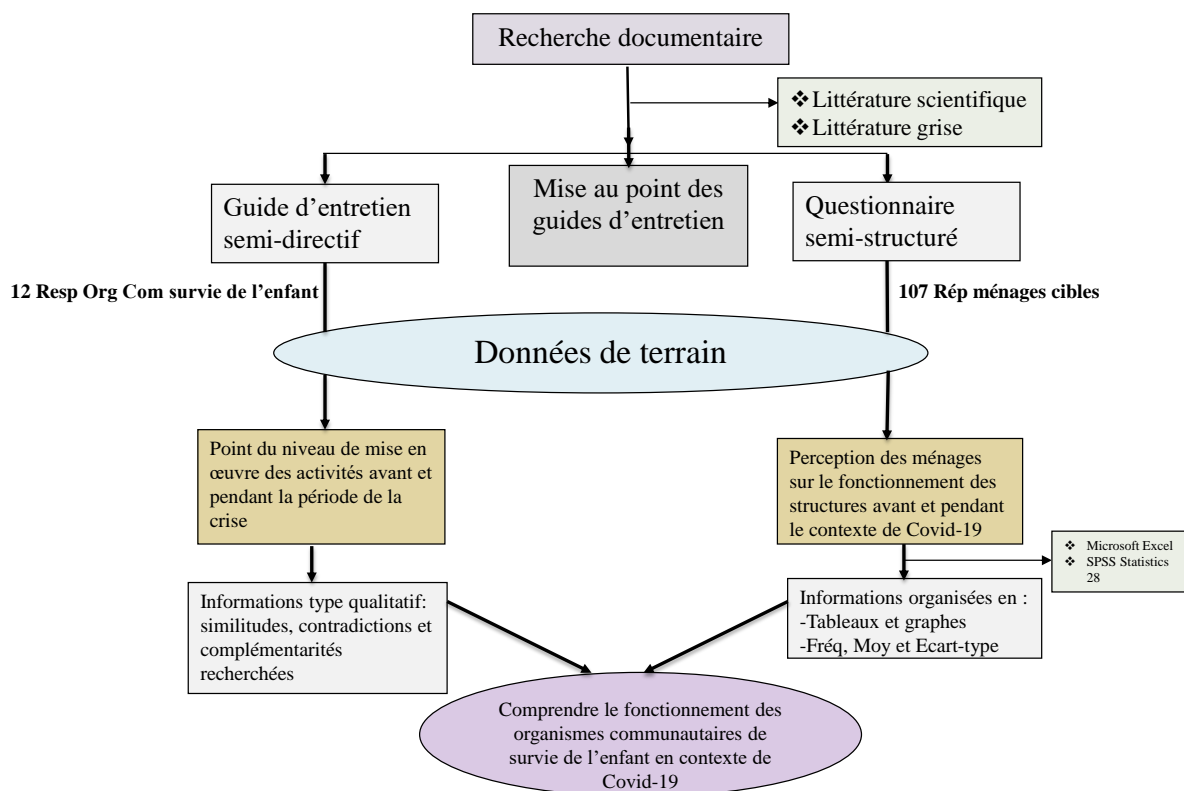 Recherche documentaire
❖ Littérature scientifique
❖ Littérature grise
Guide d’entretien
semi-directif
Mise au point des
guides d’entretien
Questionnaire
semi-structuré
12 Resp Org Com survie de l’enfant
107 Rép ménages cibles
Données de terrain
Point du niveau de mise en
œuvre des activités avant et
pendant la période de la
crise
Perception des ménages
sur le fonctionnement des
structures avant et pendant
le contexte de Covid-19
❖ Microsoft Excel
❖ SPSS Statistics
28
Informations type qualitatif:
similitudes, contradictions et
complémentarités
recherchées
Informations organisées en :
-Tableaux et graphes
-Fréq, Moy et Ecart-type
Comprendre le fonctionnement des
organismes communautaires de
survie de l’enfant en contexte de
Covid-19